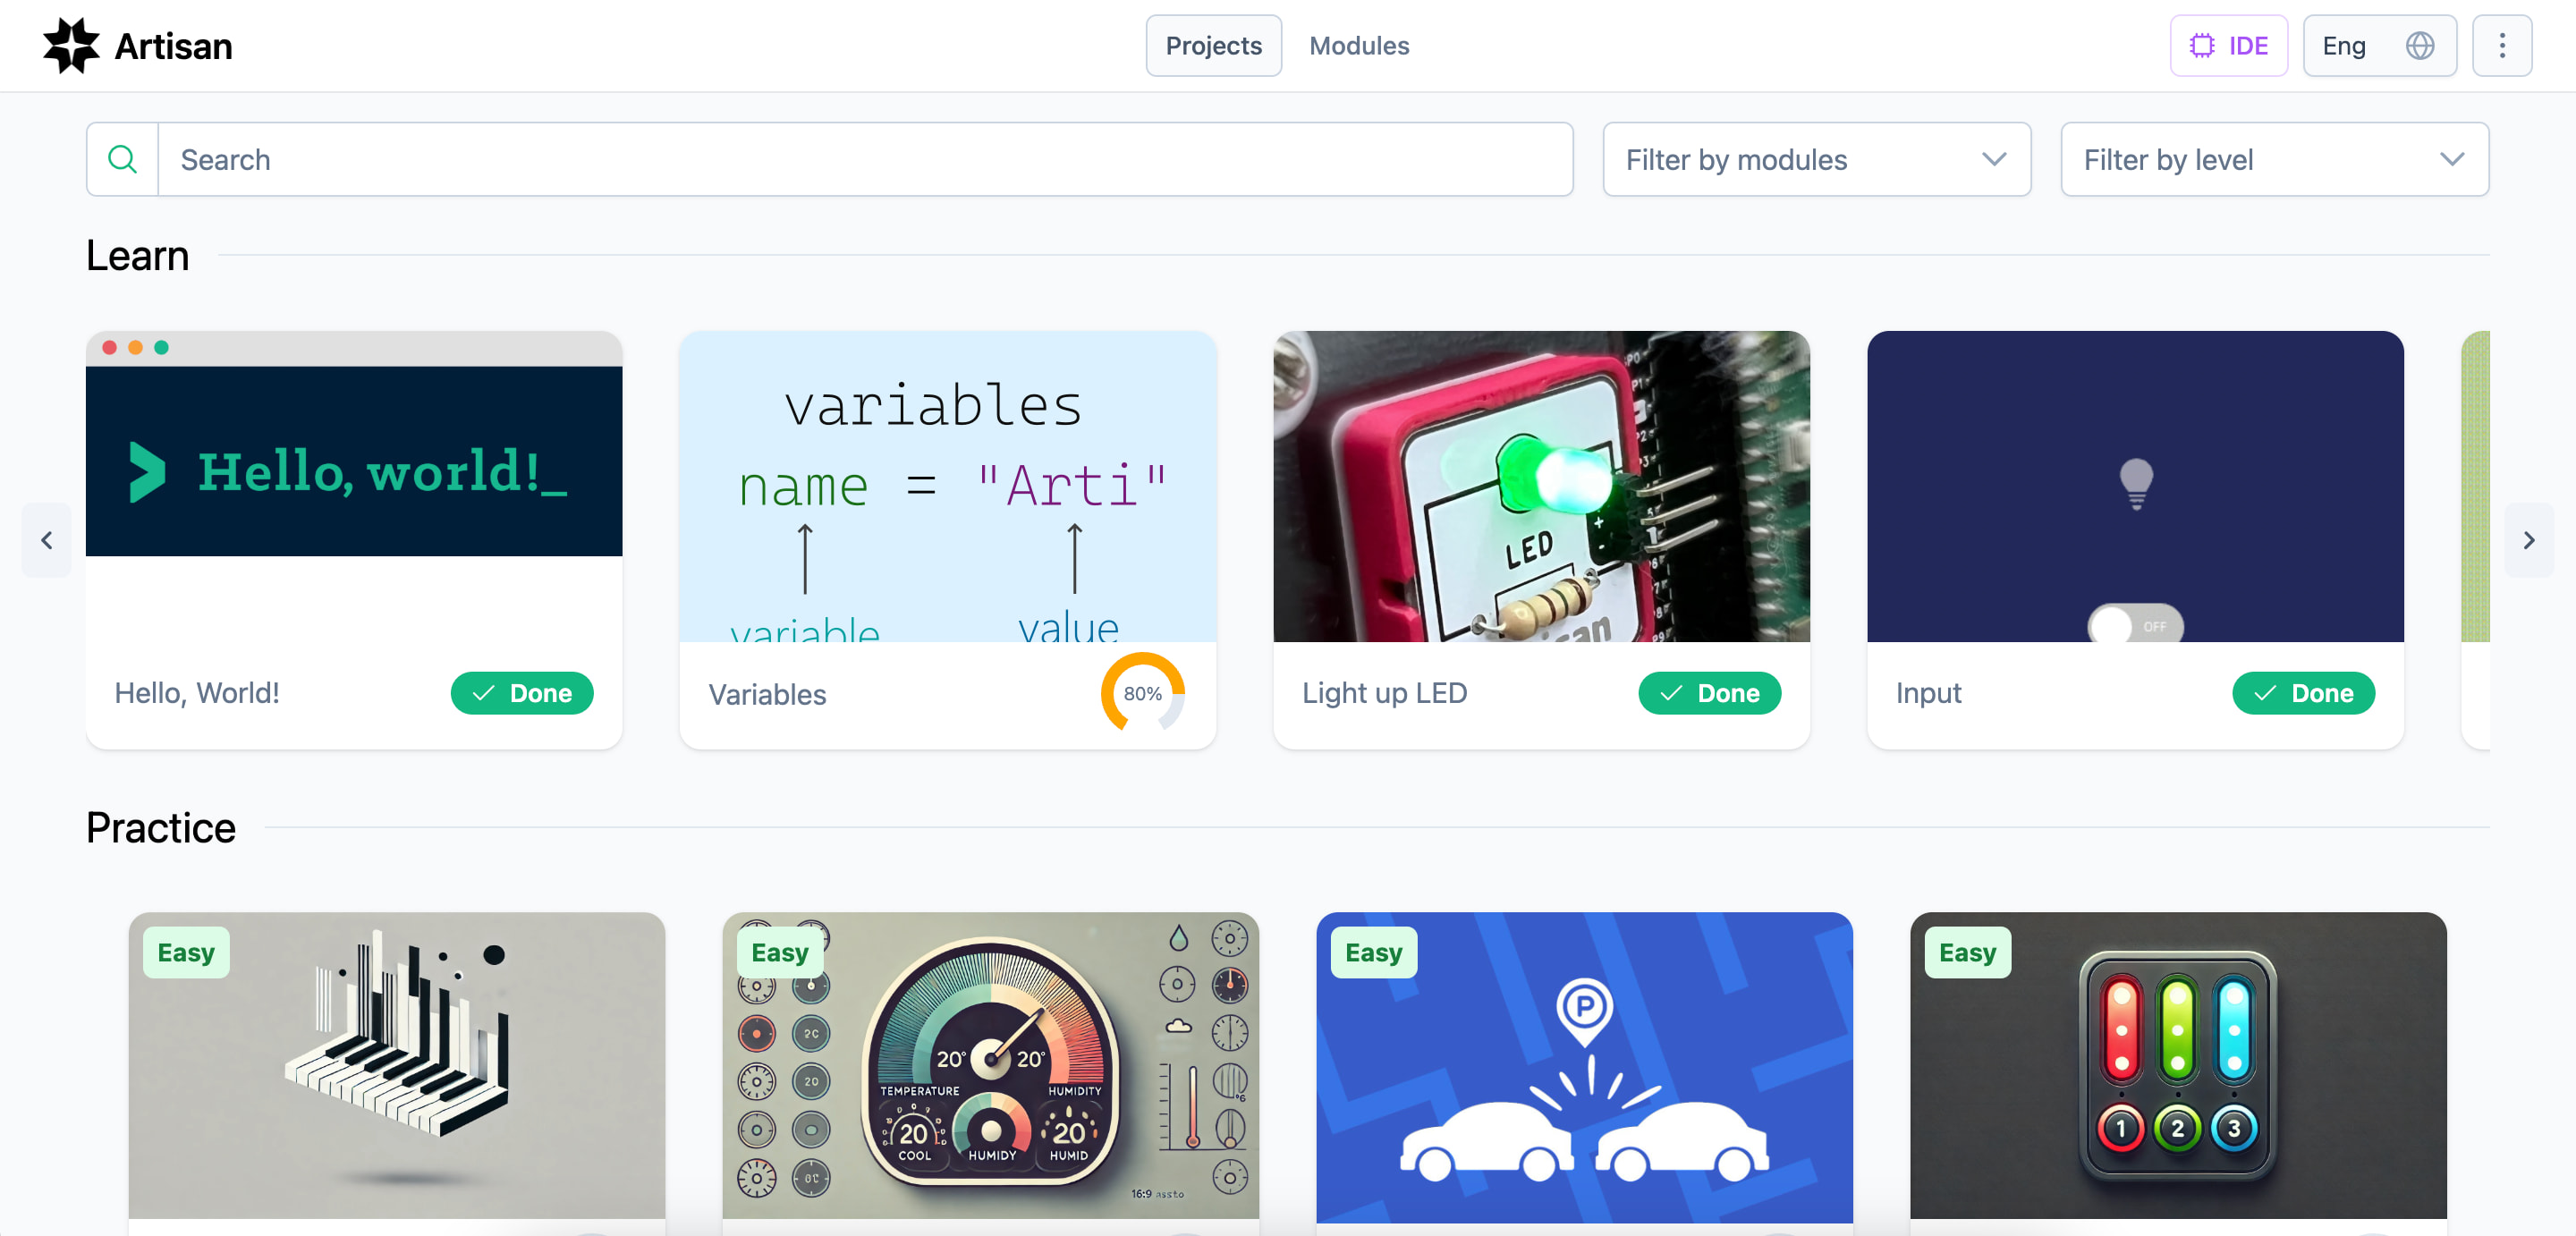 Artisan
Projects
Modules
IDE
Eng
Search
Filter by modules
Filter by level
Learn
Hello, world!_
Hello, World!
Done
variables
name = "Arti"
variable
value
Variables
80%
LED
Light up LED
Done
OFF
Input
Done
Practice
Easy
Easy
20° 20°
TEMPERATURE HUMIDITY
20 20
COOL HUMIDY HUMID
Easy
P
Easy
1 2 3